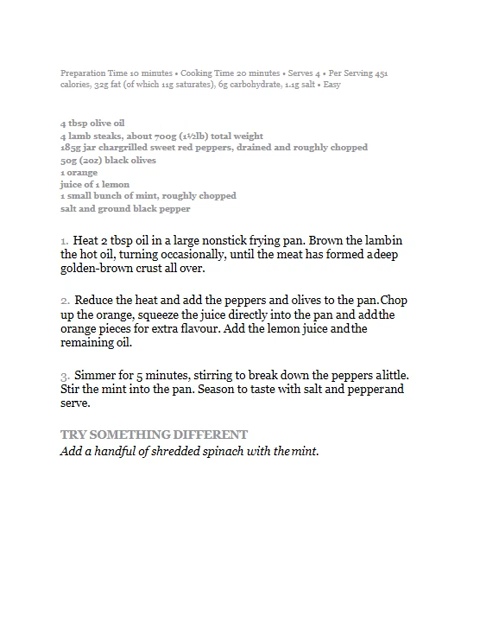 Preparation Time 10 minutes • Cooking Time 20 minutes • Serves 4 • Per Serving 451
calories, 32g fat (of which 11g saturates), 6g carbohydrate, 1.1g salt • Easy
4 tbsp olive oil
4 lamb steaks, about 700g (1½lb) total weight
185g jar chargrilled sweet red peppers, drained and roughly chopped
50g (2oz) black olives
1 orange
juice of 1 lemon
1 small bunch of mint, roughly chopped
salt and ground black pepper
1. Heat 2 tbsp oil in a large nonstick frying pan. Brown the lambin
the hot oil, turning occasionally, until the meat has formed adeep
golden-brown crust all over.
2. Reduce the heat and add the peppers and olives to the pan.Chop
up the orange, squeeze the juice directly into the pan and addthe
orange pieces for extra flavour. Add the lemon juice andthe
remaining oil.
3. Simmer for 5 minutes, stirring to break down the peppers alittle.
Stir the mint into the pan. Season to taste with salt and pepperand
serve.
TRY SOMETHING DIFFERENT
Add a handful of shredded spinach with themint.